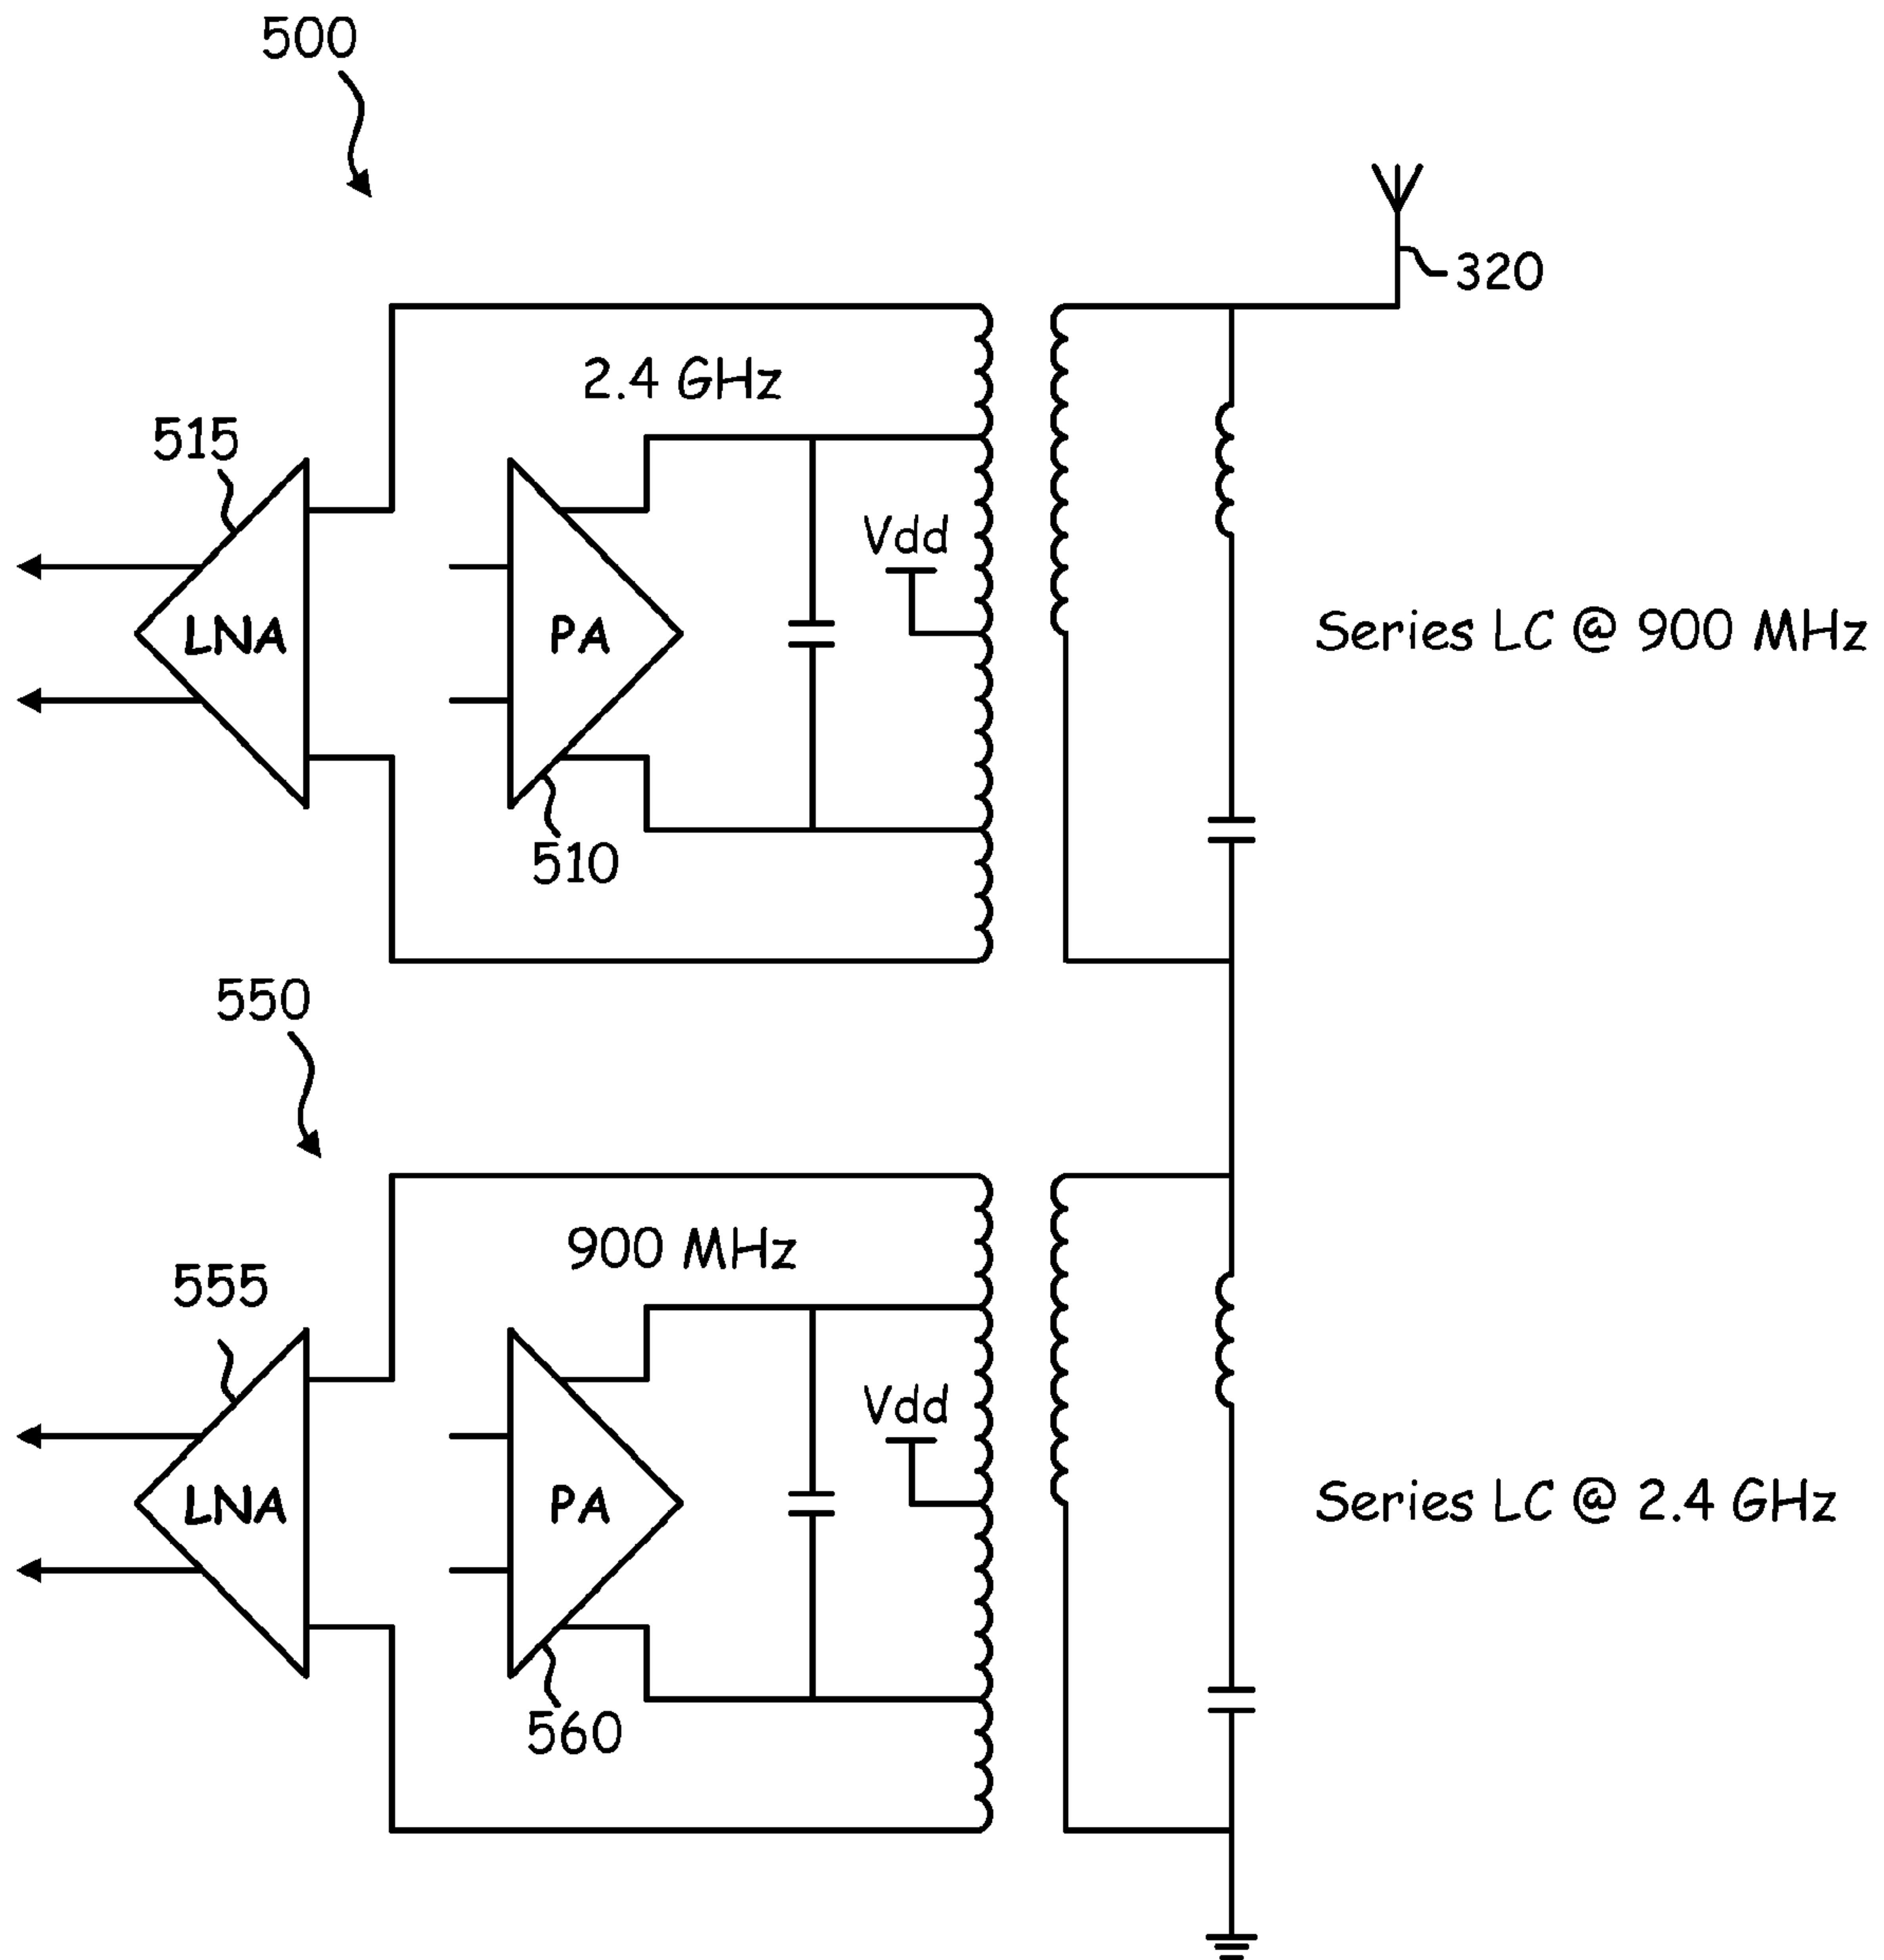 500
320
2.4 GHz
515
Vdd
LNA
PA
Series LC @ 900 MHz
510
550
900 MHz
555
Vdd
LNA
PA
Series LC @ 2.4 GHz
560